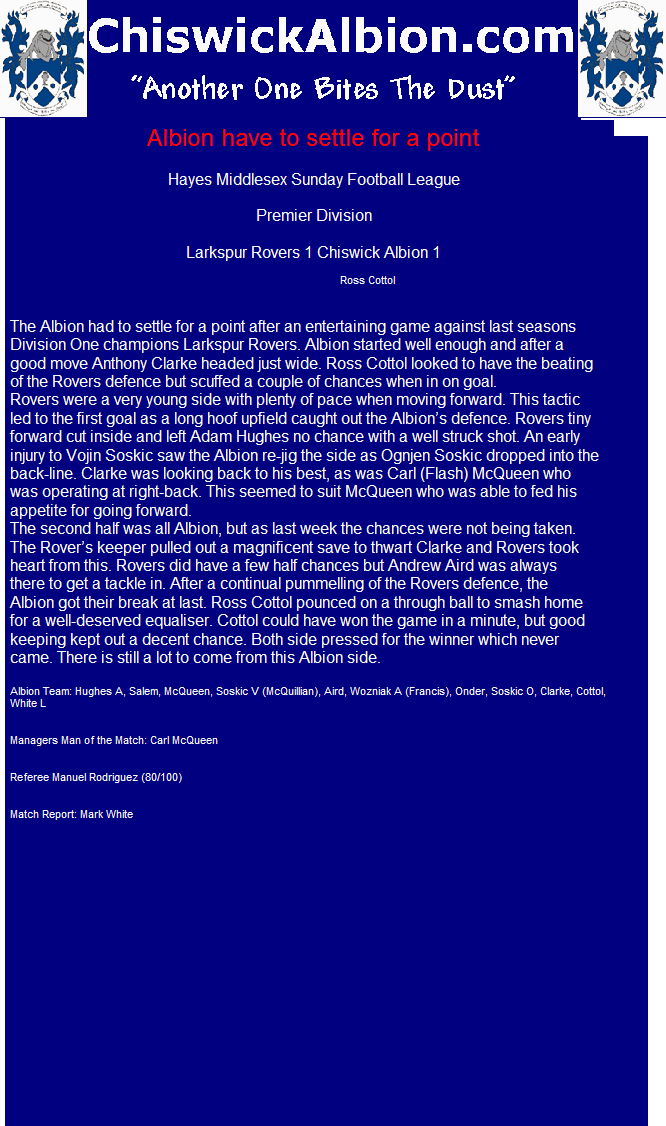 ChiswickAlbion.com
"Another One Bites The Dust"
Albion have to settle for a point
Hayes Middlesex Sunday Football League
Premier Division
Larkspur Rovers 1 Chiswick Albion 1
Ross Cottol
The Albion had to settle for a point after an entertaining game against last seasons
Division One champions Larkspur Rovers. Albion started well enough and after a
good move Anthony Clarke headed just wide. Ross Cottol looked to have the beating
of the Rovers defence but scuffed a couple of chances when in on goal.
Rovers were a very young side with plenty of pace when moving forward. This tactic
led to the first goal as a long hoof upfield caught out the Albion’s defence. Rovers tiny
forward cut inside and left Adam Hughes no chance with a well struck shot. An early
injury to Vojin Soskic saw the Albion re-jig the side as Ognjen Soskic dropped into the
back-line. Clarke was looking back to his best, as was Carl (Flash) McQueen who
was operating at right-back. This seemed to suit McQueen who was able to fed his
appetite for going forward.
The second half was all Albion, but as last week the chances were not being taken.
The Rover’s keeper pulled out a magnificent save to thwart Clarke and Rovers took
heart from this. Rovers did have a few half chances but Andrew Aird was always
there to get a tackle in. After a continual pummelling of the Rovers defence, the
Albion got their break at last. Ross Cottol pounced on a through ball to smash home
for a well-deserved equaliser. Cottol could have won the game in a minute, but good
keeping kept out a decent chance. Both side pressed for the winner which never
came. There is still a lot to come from this Albion side.
Albion Team: Hughes A, Salem, McQueen, Soskic V (McQuillian), Aird, Wozniak A (Francis), Onder, Soskic O, Clarke, Cottol,
White L
Managers Man of the Match: Carl McQueen
Referee Manuel Rodriguez (80/100)
Match Report: Mark White